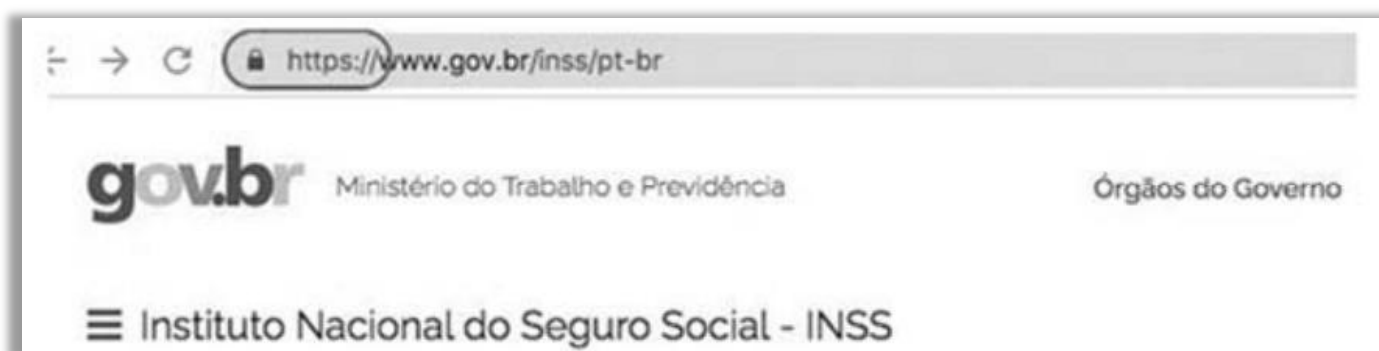 https://www.gov.br/inss/pt-br
gov.br Ministério do Trabalho e Previdência Órgãos do Governo
Instituto Nacional do Seguro Social - INSS